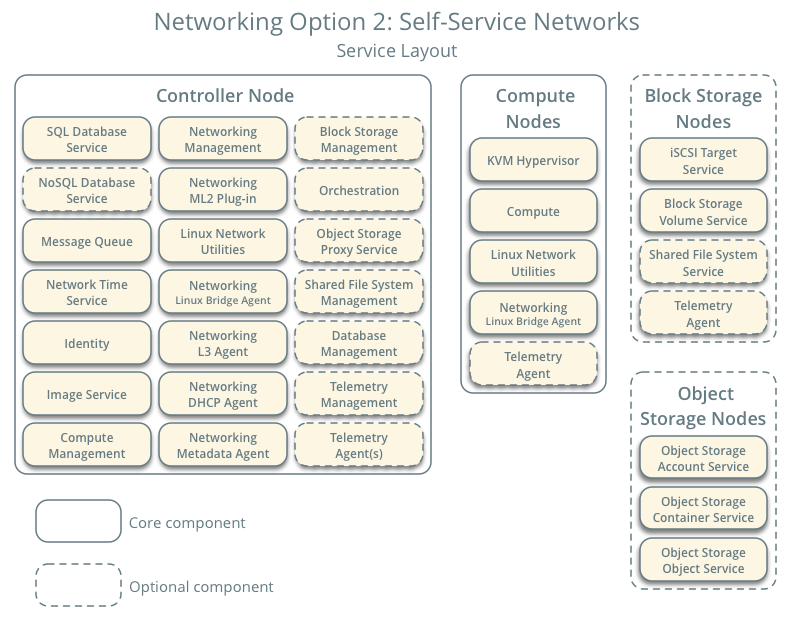 Networking Option 2: Self-Service Networks
Service Layout
Controller Node
SQL Database
Service
Networking
Management
Block Storage
Management
NoSQL Database
Service
Networking
ML2 Plug-in
Orchestration
Message Queue
Linux Network
Utilities
Object Storage
Proxy Service
Network Time
Service
Networking
Linux Bridge Agent
Shared File System
Management
Identity
Networking
L3 Agent
Database
Management
Image Service
Networking
DHCP Agent
Telemetry
Management
Compute
Management
Networking
Metadata Agent
Telemetry
Agent(s)
Compute
Nodes
KVM Hypervisor
Compute
Linux Network
Utilities
Networking
Linux Bridge Agent
Telemetry
Agent
Block Storage
Nodes
iSCSI Target
Service
Block Storage
Volume Service
Shared File System
Service
Telemetry
Agent
Object
Storage Nodes
Object Storage
Account Service
Object Storage
Container Service
Object Storage
Object Service
Core component
Optional component